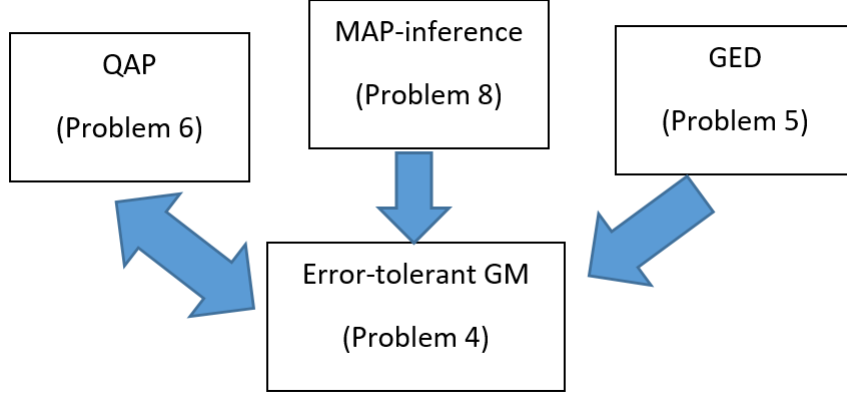 QAP
(Problem 6)
MAP-inference
(Problem 8)
GED
(Problem 5)
Error-tolerant GM
(Problem 4)